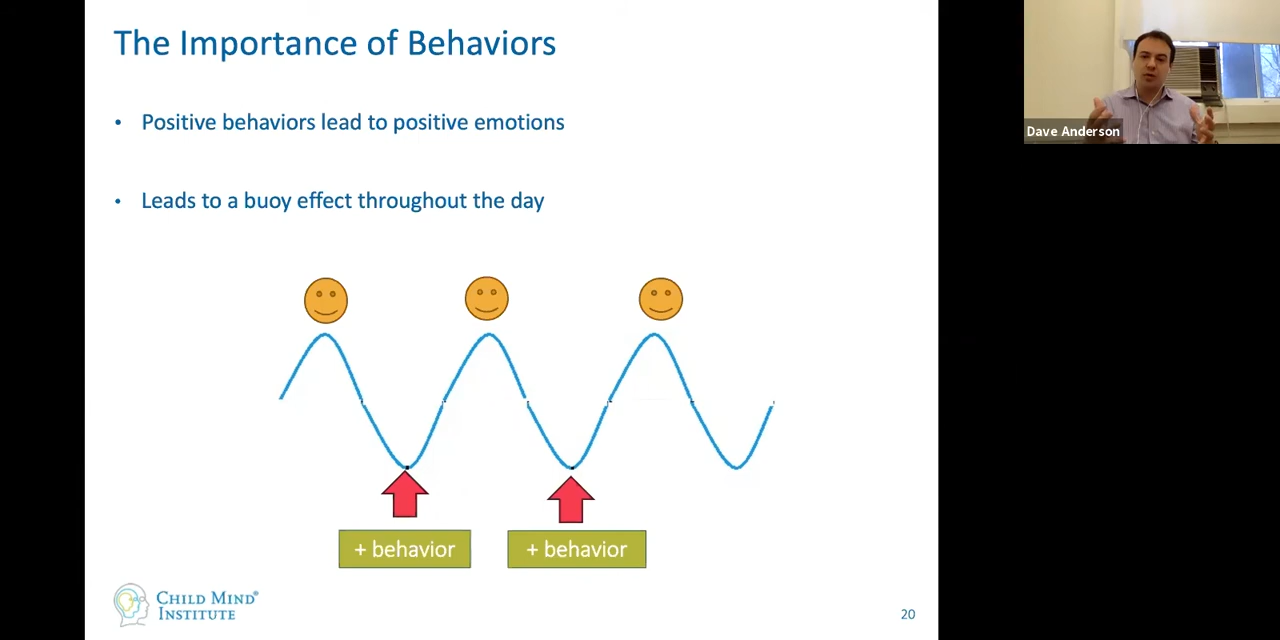 The Importance of Behaviors
• Positive behaviors lead to positive emotions
• Leads to a buoy effect throughout the day
+ behavior
+ behavior
CHILD MIND®
INSTITUTE
20
Dave Anderson